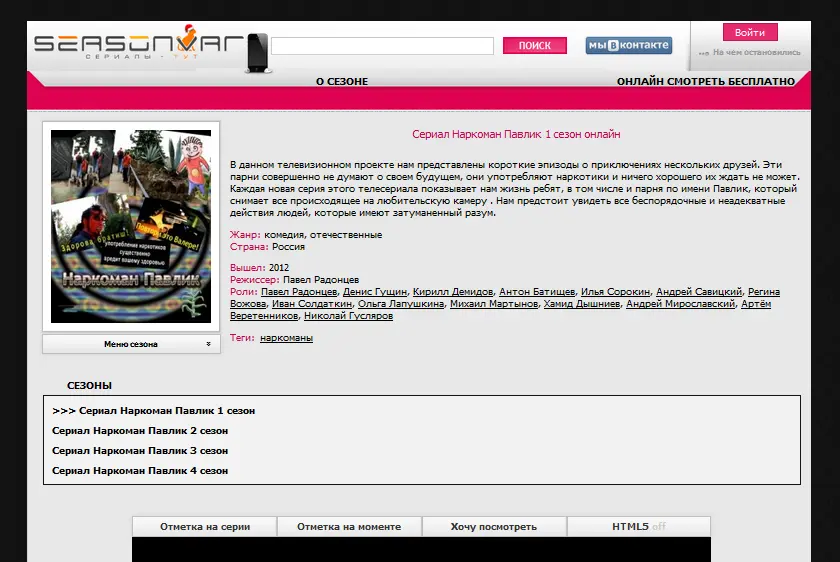 SEASONVAR
СЕРИАЛЫ · ТУТ
ПОИСК
мы В контакте
Войти
На чем остановились
О СЕЗОНЕ
ОНЛАЙН СМОТРЕТЬ БЕСПЛАТНО
Сериал Наркоман Павлик 1 сезон онлайн
В данном телевизионном проекте нам представлены короткие эпизоды о приключениях нескольких друзей. Эти
парни совершенно не думают о своем будущем, они употребляют наркотики и ничего хорошего их ждать не может.
Каждая новая серия этого телесериала показывает нам жизнь ребят, в том числе и парня по имени Павлик, который
снимает все происходящее на любительскую камеру . Нам предстоит увидеть все беспорядочные и неадекватные
действия людей, которые имеют затуманенный разум.
Жанр: комедия, отечественные
Страна: Россия
Вышел: 2012
Режиссер: Павел Радонцев
Роли: Павел Радонцев, Денис Гущин, Кирилл Демидов, Антон Батищев, Илья Сорокин, Андрей Савицкий, Регина
Вожова, Иван Солдаткин, Ольга Лапушкина, Михаил Мартынов, Хамид Дышниев, Андрей Мирославский, Артём
Веретенников, Николай Гусляров
Теги: наркоманы
Здорова братиш!
употребление наркотиков
существенно
вредит вашему здоровью
Повтори это Валере!
Наркоман Павлик
Меню сезона
СЕЗОНЫ
>>> Сериал Наркоман Павлик 1 сезон
Сериал Наркоман Павлик 2 сезон
Сериал Наркоман Павлик 3 сезон
Сериал Наркоман Павлик 4 сезон
Отметка на серии
Отметка на моменте
Хочу посмотреть
HTML5 off